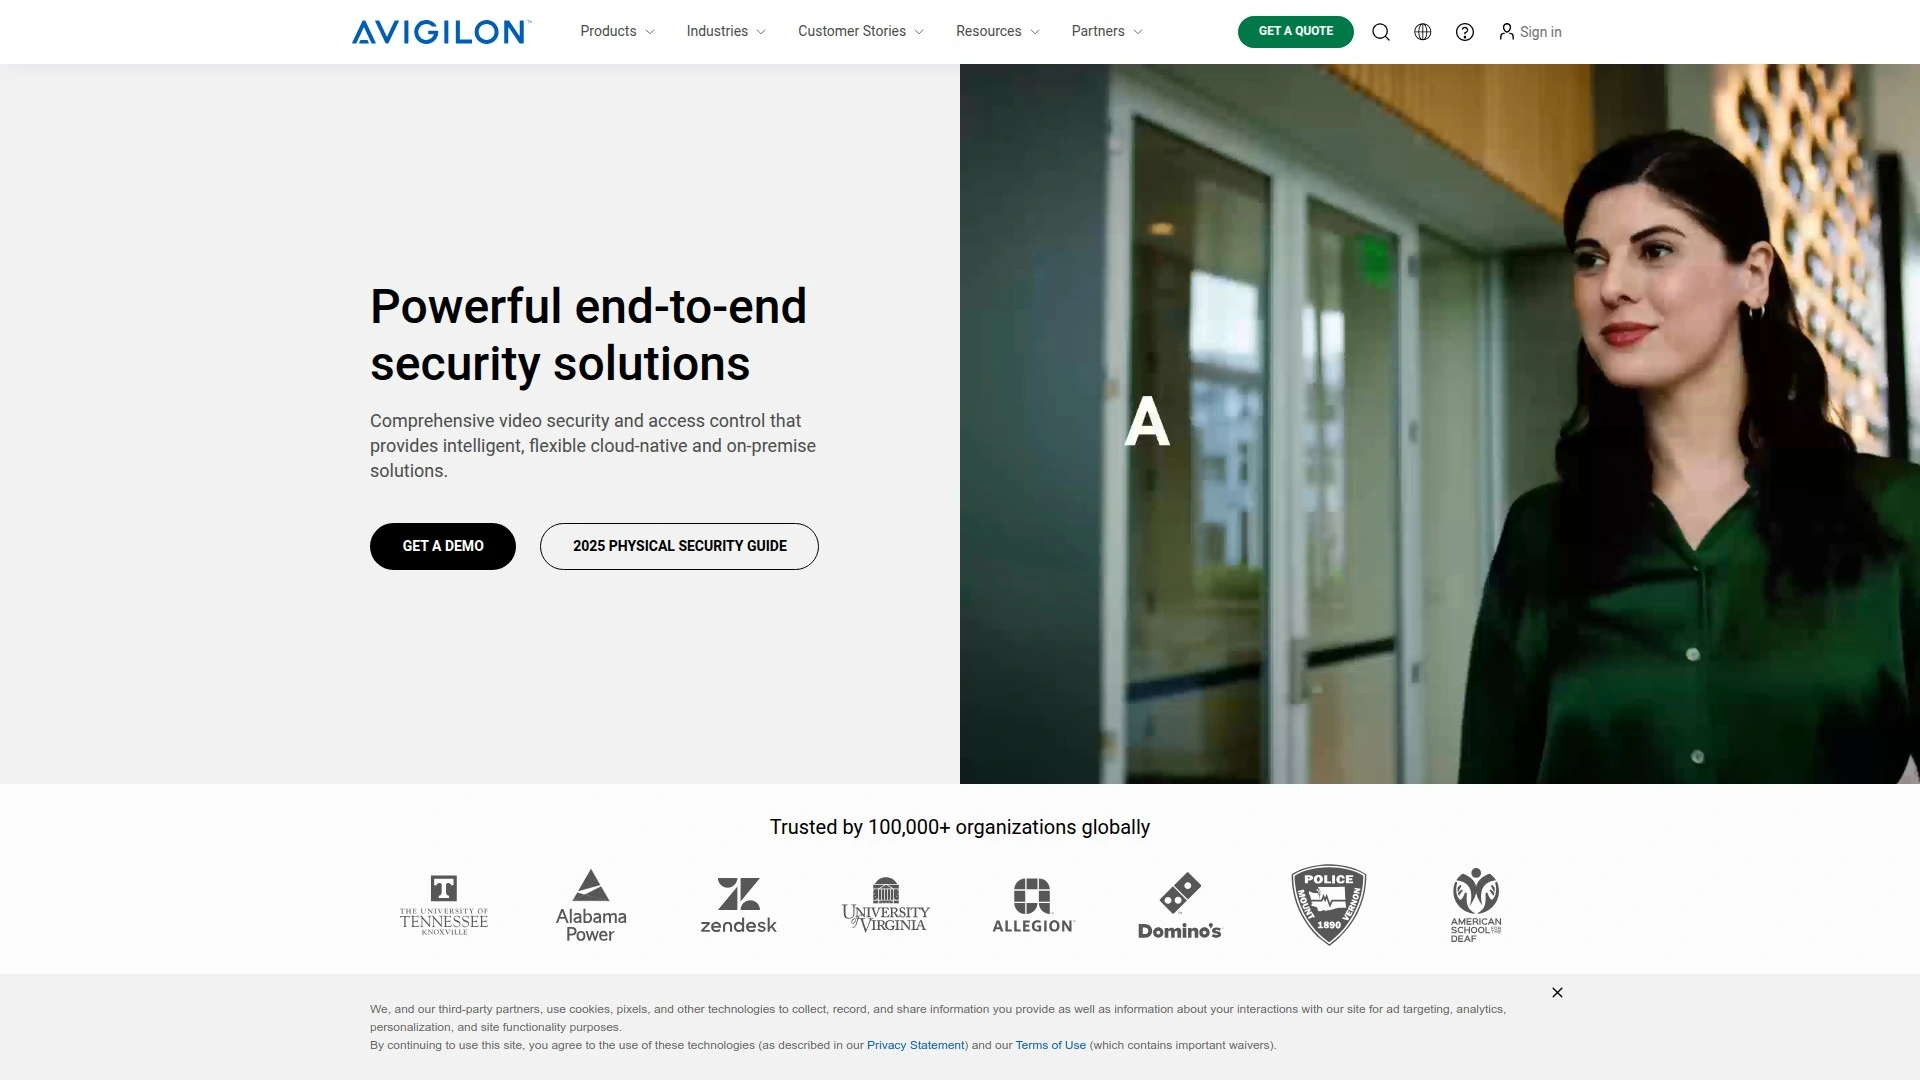 AVIGILON
Products
Industries
Customer Stories
Resources
Partners
GET A QUOTE
Sign in
Powerful end-to-end
security solutions
Comprehensive video security and access control that
provides intelligent, flexible cloud-native and on-premise
solutions.
GET A DEMO
2025 PHYSICAL SECURITY GUIDE
A
Trusted by 100,000+ organizations globally
T
THE UNIVERSITY OF
TENNESSEE
KNOXVILLE
Alabama
Power
zendesk
UNIVERSITY
of VIRGINIA
ALLEGION
Domino's
POLICE
MOUNT VERNON
1890
AMERICAN
SCHOOL FOR THE
DEAF
We, and our third-party partners, use cookies, pixels, and other technologies to collect, record, and share information you provide as well as information about your interactions with our site for ad targeting, analytics,
personalization, and site functionality purposes.
By continuing to use this site, you agree to the use of these technologies (as described in our Privacy Statement) and our Terms of Use (which contains important waivers).